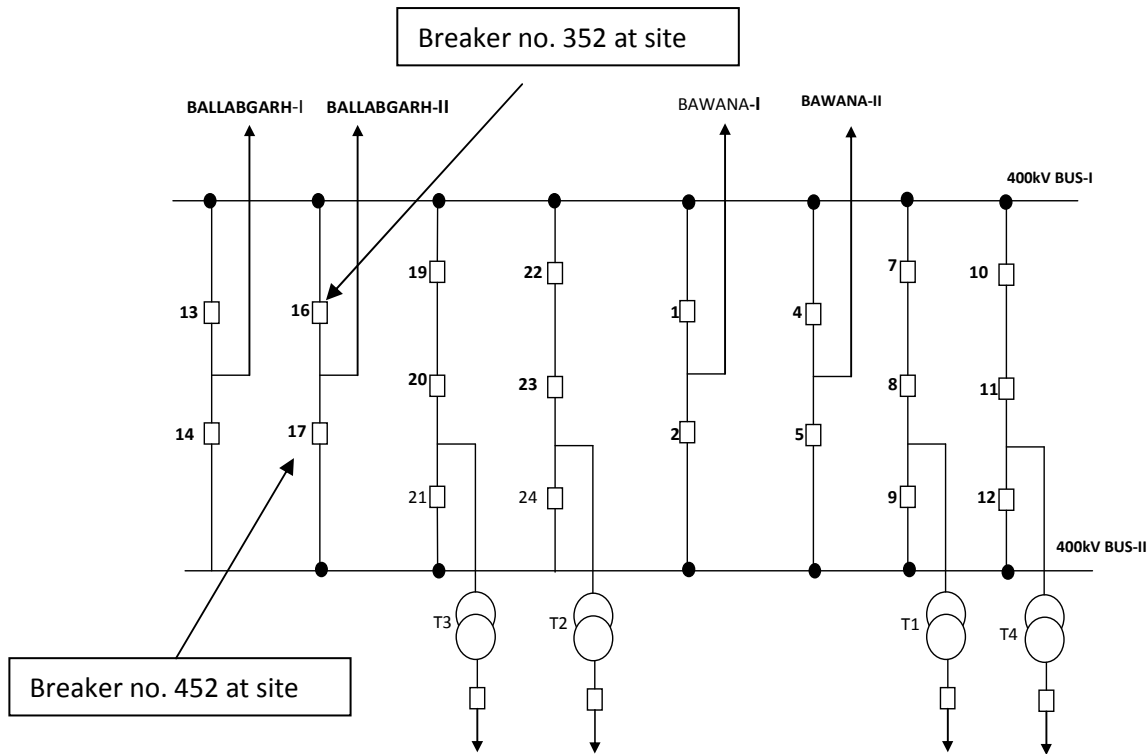 Breaker no. 352 at site
BALLABGARH-I
BALLABGARH-II
BAWANA-I
BAWANA-II
400kV BUS-I
19
22
7
10
13
16
1
4
20
23
8
11
14
17
2
5
21
24
9
12
400kV BUS-II
T3
T2
T1
T4
Breaker no. 452 at site